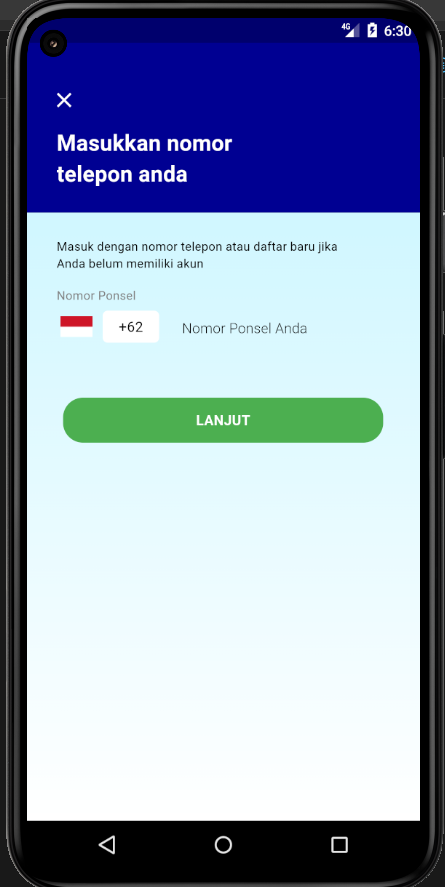 4G 6:30
Masukkan nomor
telepon anda
Masuk dengan nomor telepon atau daftar baru jika
Anda belum memiliki akun
Nomor Ponsel
+62 Nomor Ponsel Anda
LANJUT